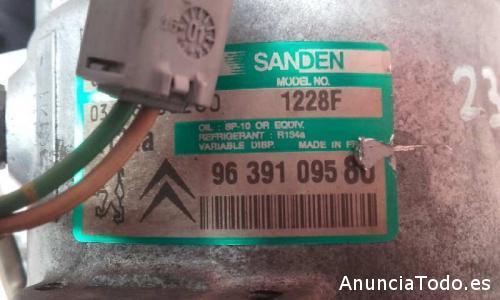 SANDEN
MODEL NO.
1228F
OIL : SP-10 OR EQUIV.
REFRIGERANT : R134a
VARIABLE DISP. MADE IN
96 391 095 80
23
AnunciaTodo.es